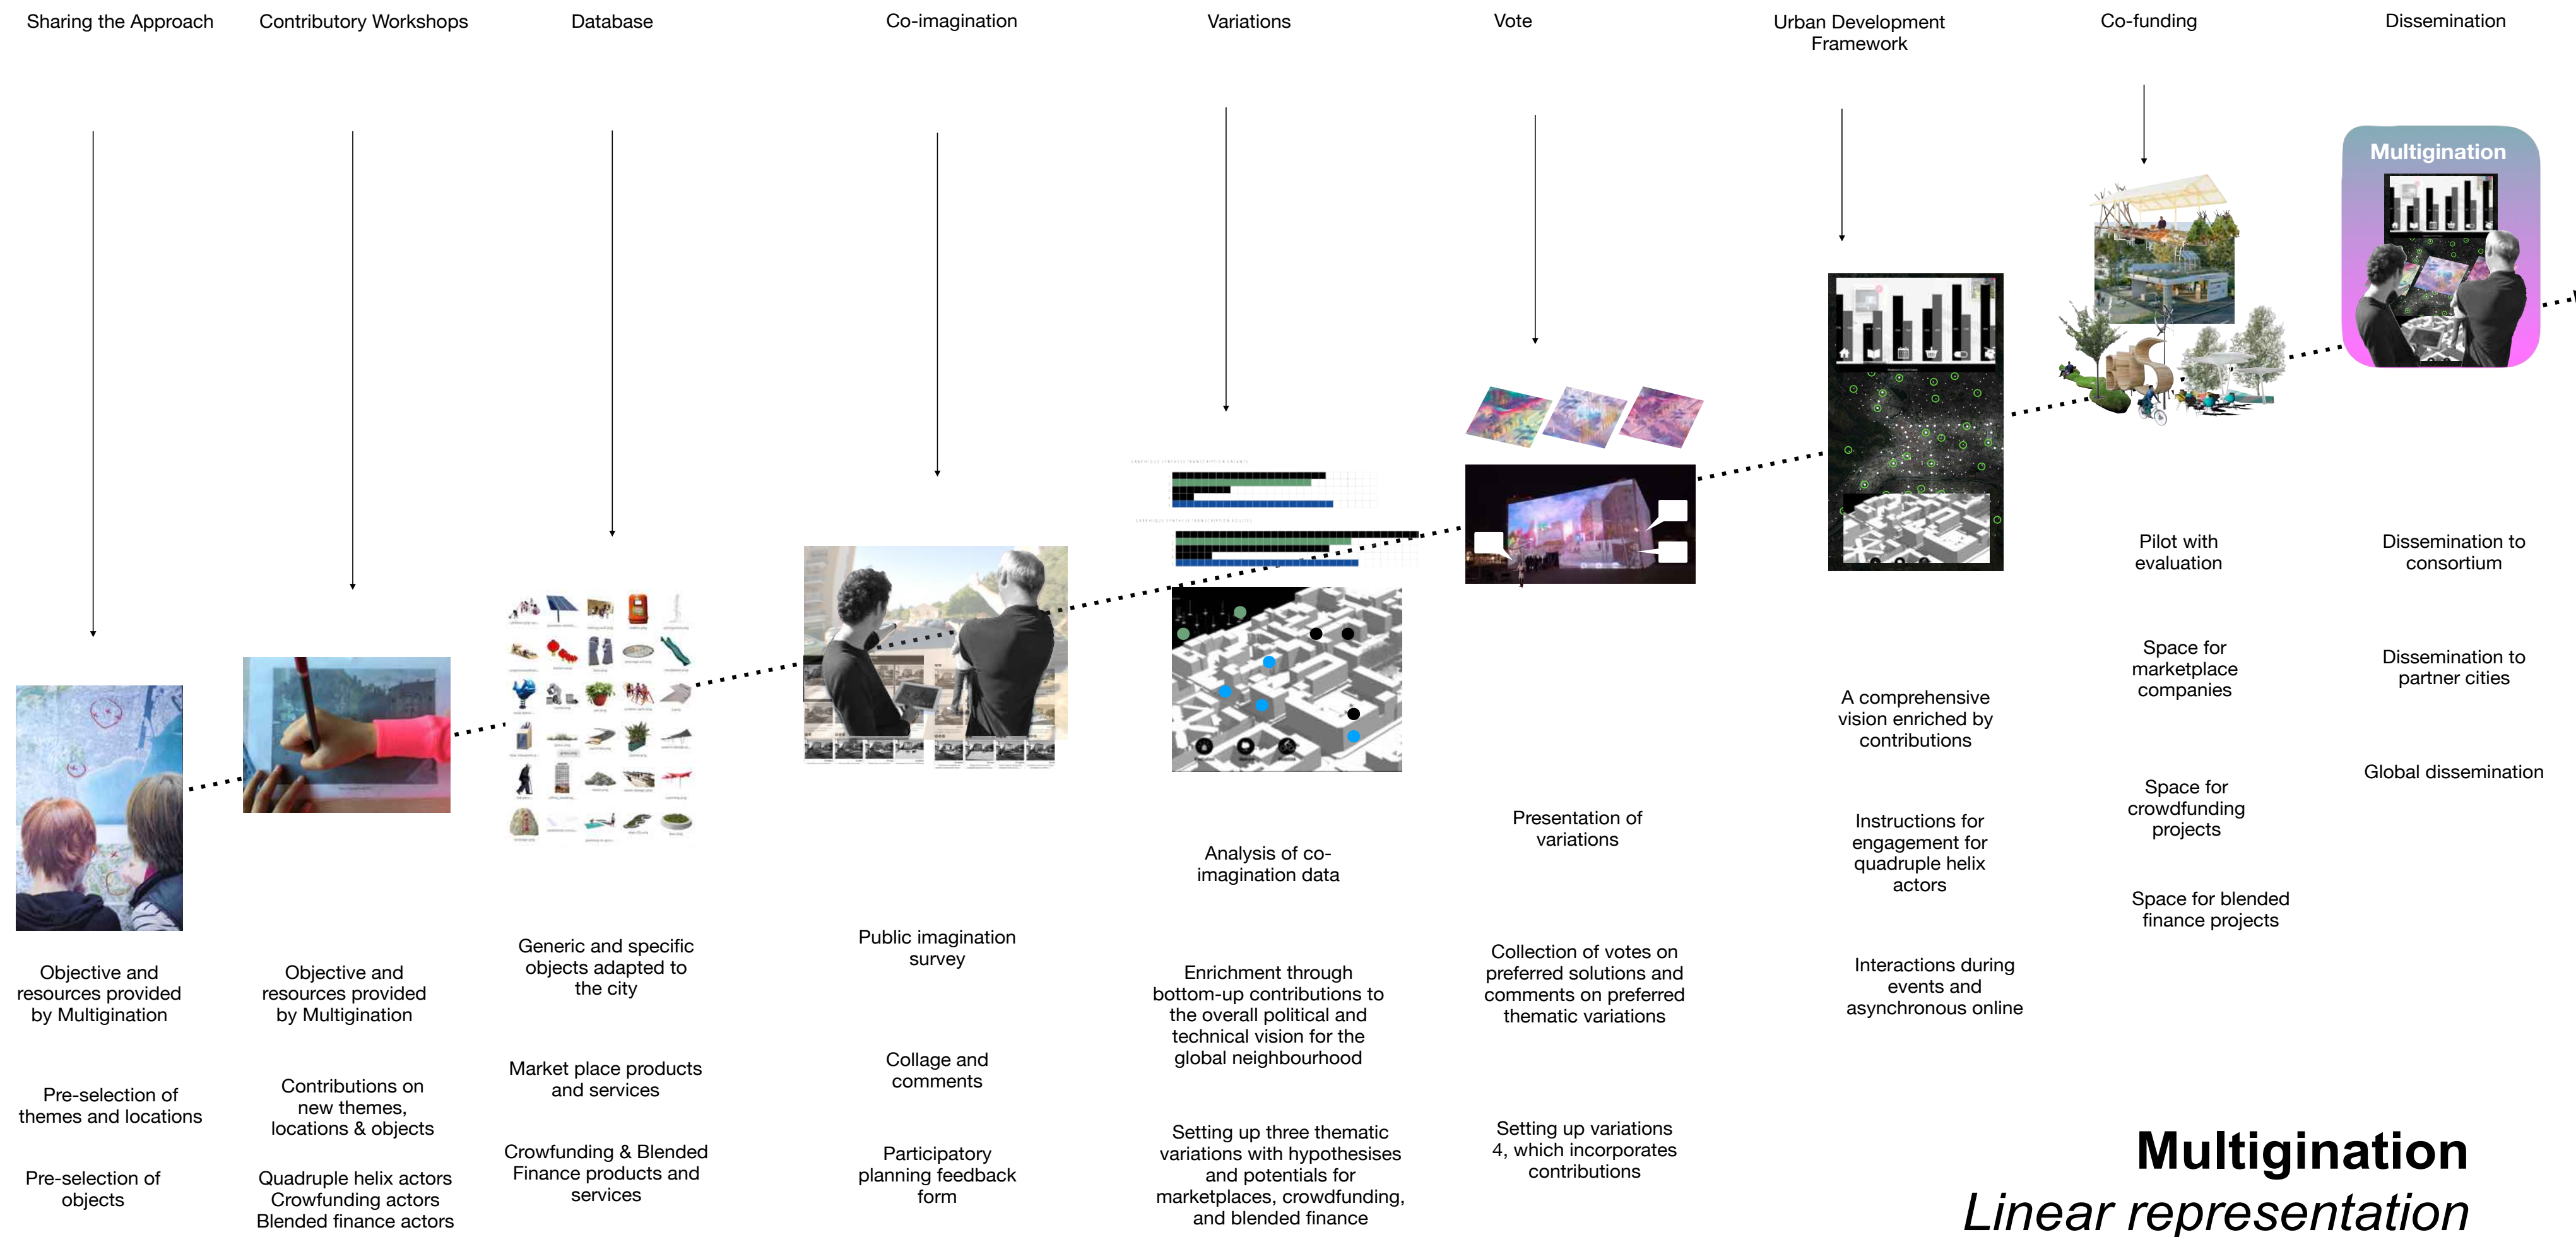 Sharing the Approach
Contributory Workshops
Database
Co-imagination
Variations
Vote
Urban Development
Framework
Co-funding
Dissemination
Multigination
Objective and
resources provided
by Multigination
Pre-selection of
themes and locations
Pre-selection of
objects
Objective and
resources provided
by Multigination
Contributions on
new themes,
locations & objects
Quadruple helix actors
Crowfunding actors
Blended finance actors
Generic and specific
objects adapted to
the city
Market place products
and services
Crowfunding & Blended
Finance products and
services
Public imagination
survey
Collage and
comments
Participatory
planning feedback
form
Analysis of co-
imagination data
Enrichment through
bottom-up contributions to
the overall political and
technical vision for the
global neighbourhood
Setting up three thematic
variations with hypothesises
and potentials for
marketplaces, crowdfunding,
and blended finance
Presentation of
variations
Collection of votes on
preferred solutions and
comments on preferred
thematic variations
Setting up variations
4, which incorporates
contributions
A comprehensive
vision enriched by
contributions
Instructions for
engagement for
quadruple helix
actors
Interactions during
events and
asynchronous online
Pilot with
evaluation
Space for
marketplace
companies
Space for
crowdfunding
projects
Space for blended
finance projects
Dissemination to
consortium
Dissemination to
partner cities
Global dissemination
Multigination
Linear representation